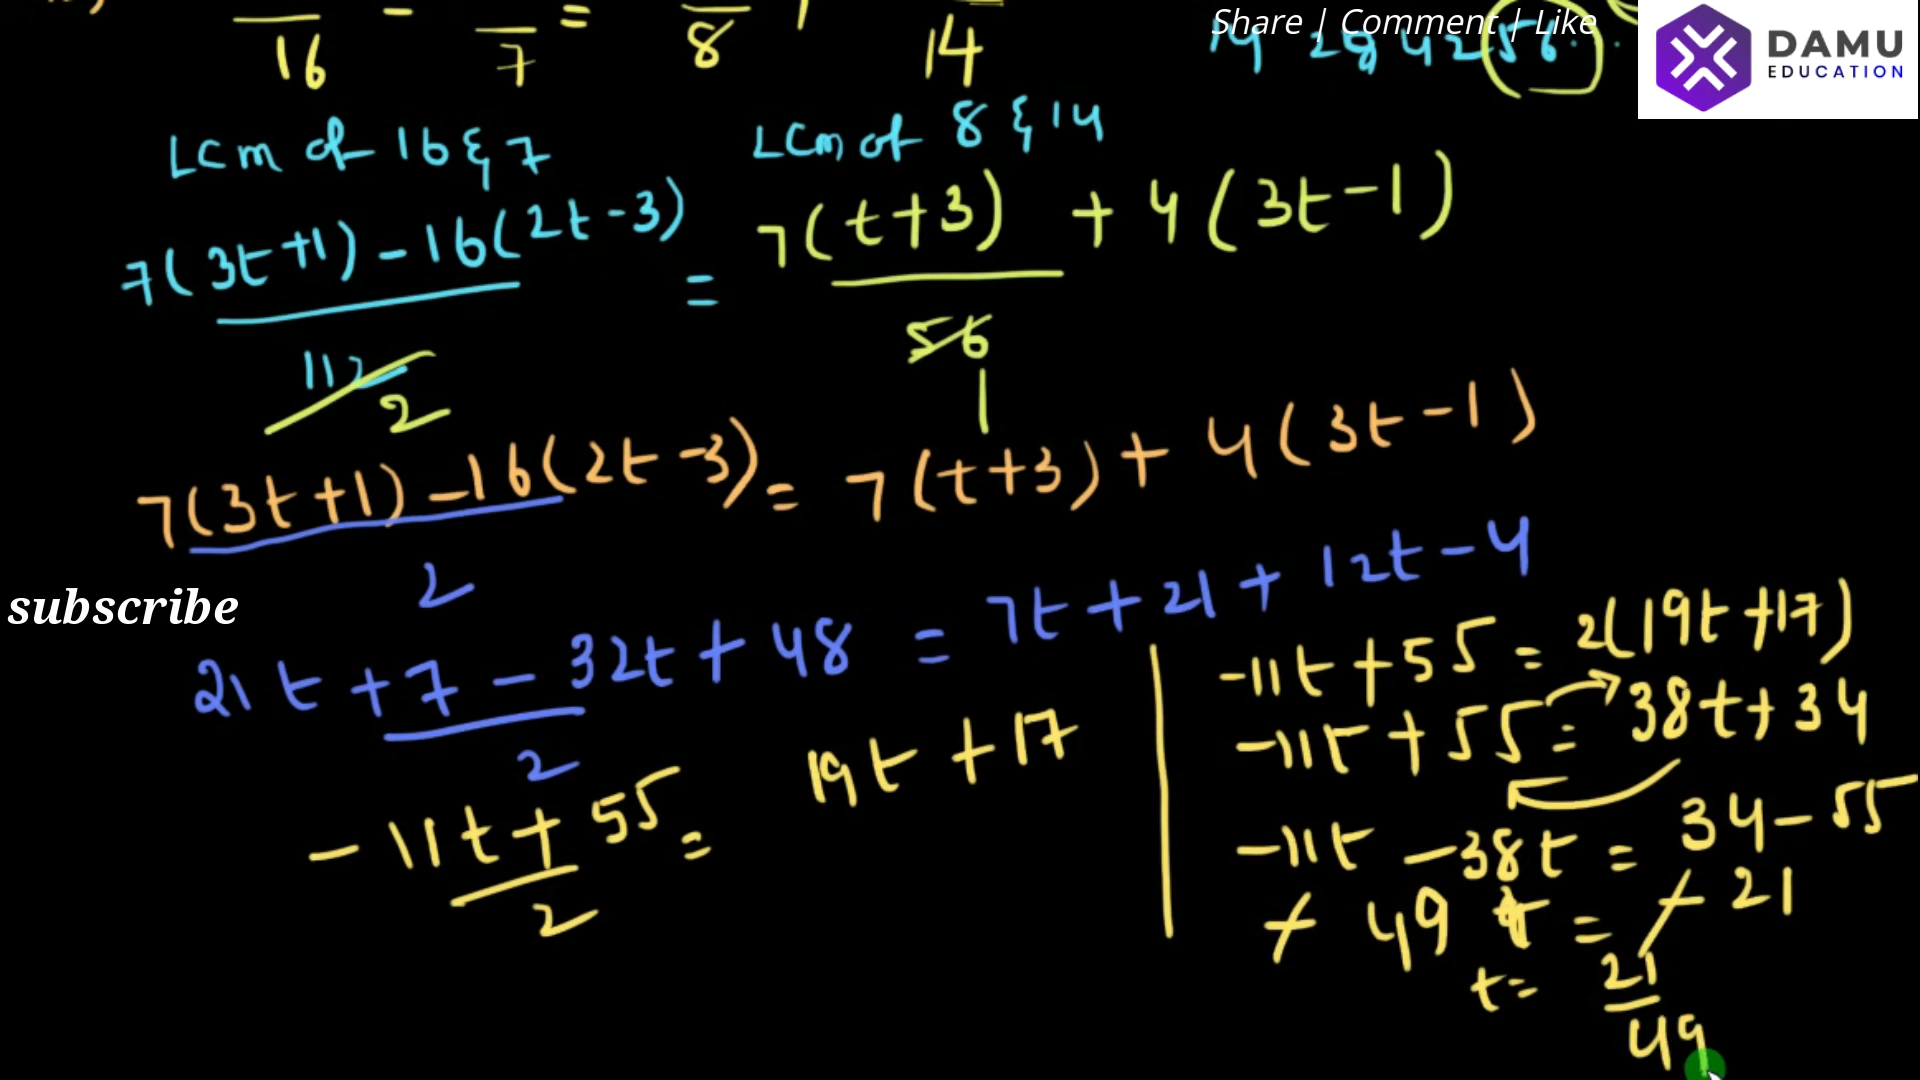 Share | Comment | Like
DAMU
EDUCATION
16 - 7 = 8 , 14
14 28 42 56 . .
LCM of 16 & 7
LCM of 8 & 14
7(3t+1) - 16(2t-3) = 7(t+3) + 4(3t-1)
112 56
2 1
7(3t+1) - 16(2t-3) = 7(t+3) + 4(3t-1)
2
subscribe
21t + 7 - 32t + 48 = 7t + 21 + 12t - 4
2
-11t + 55 = 19t + 17
2
-11t + 55 = 2(19t + 17)
-11t + 55 = 38t + 34
-11t - 38t = 34 - 55
- 49t = - 21
t = 21
49